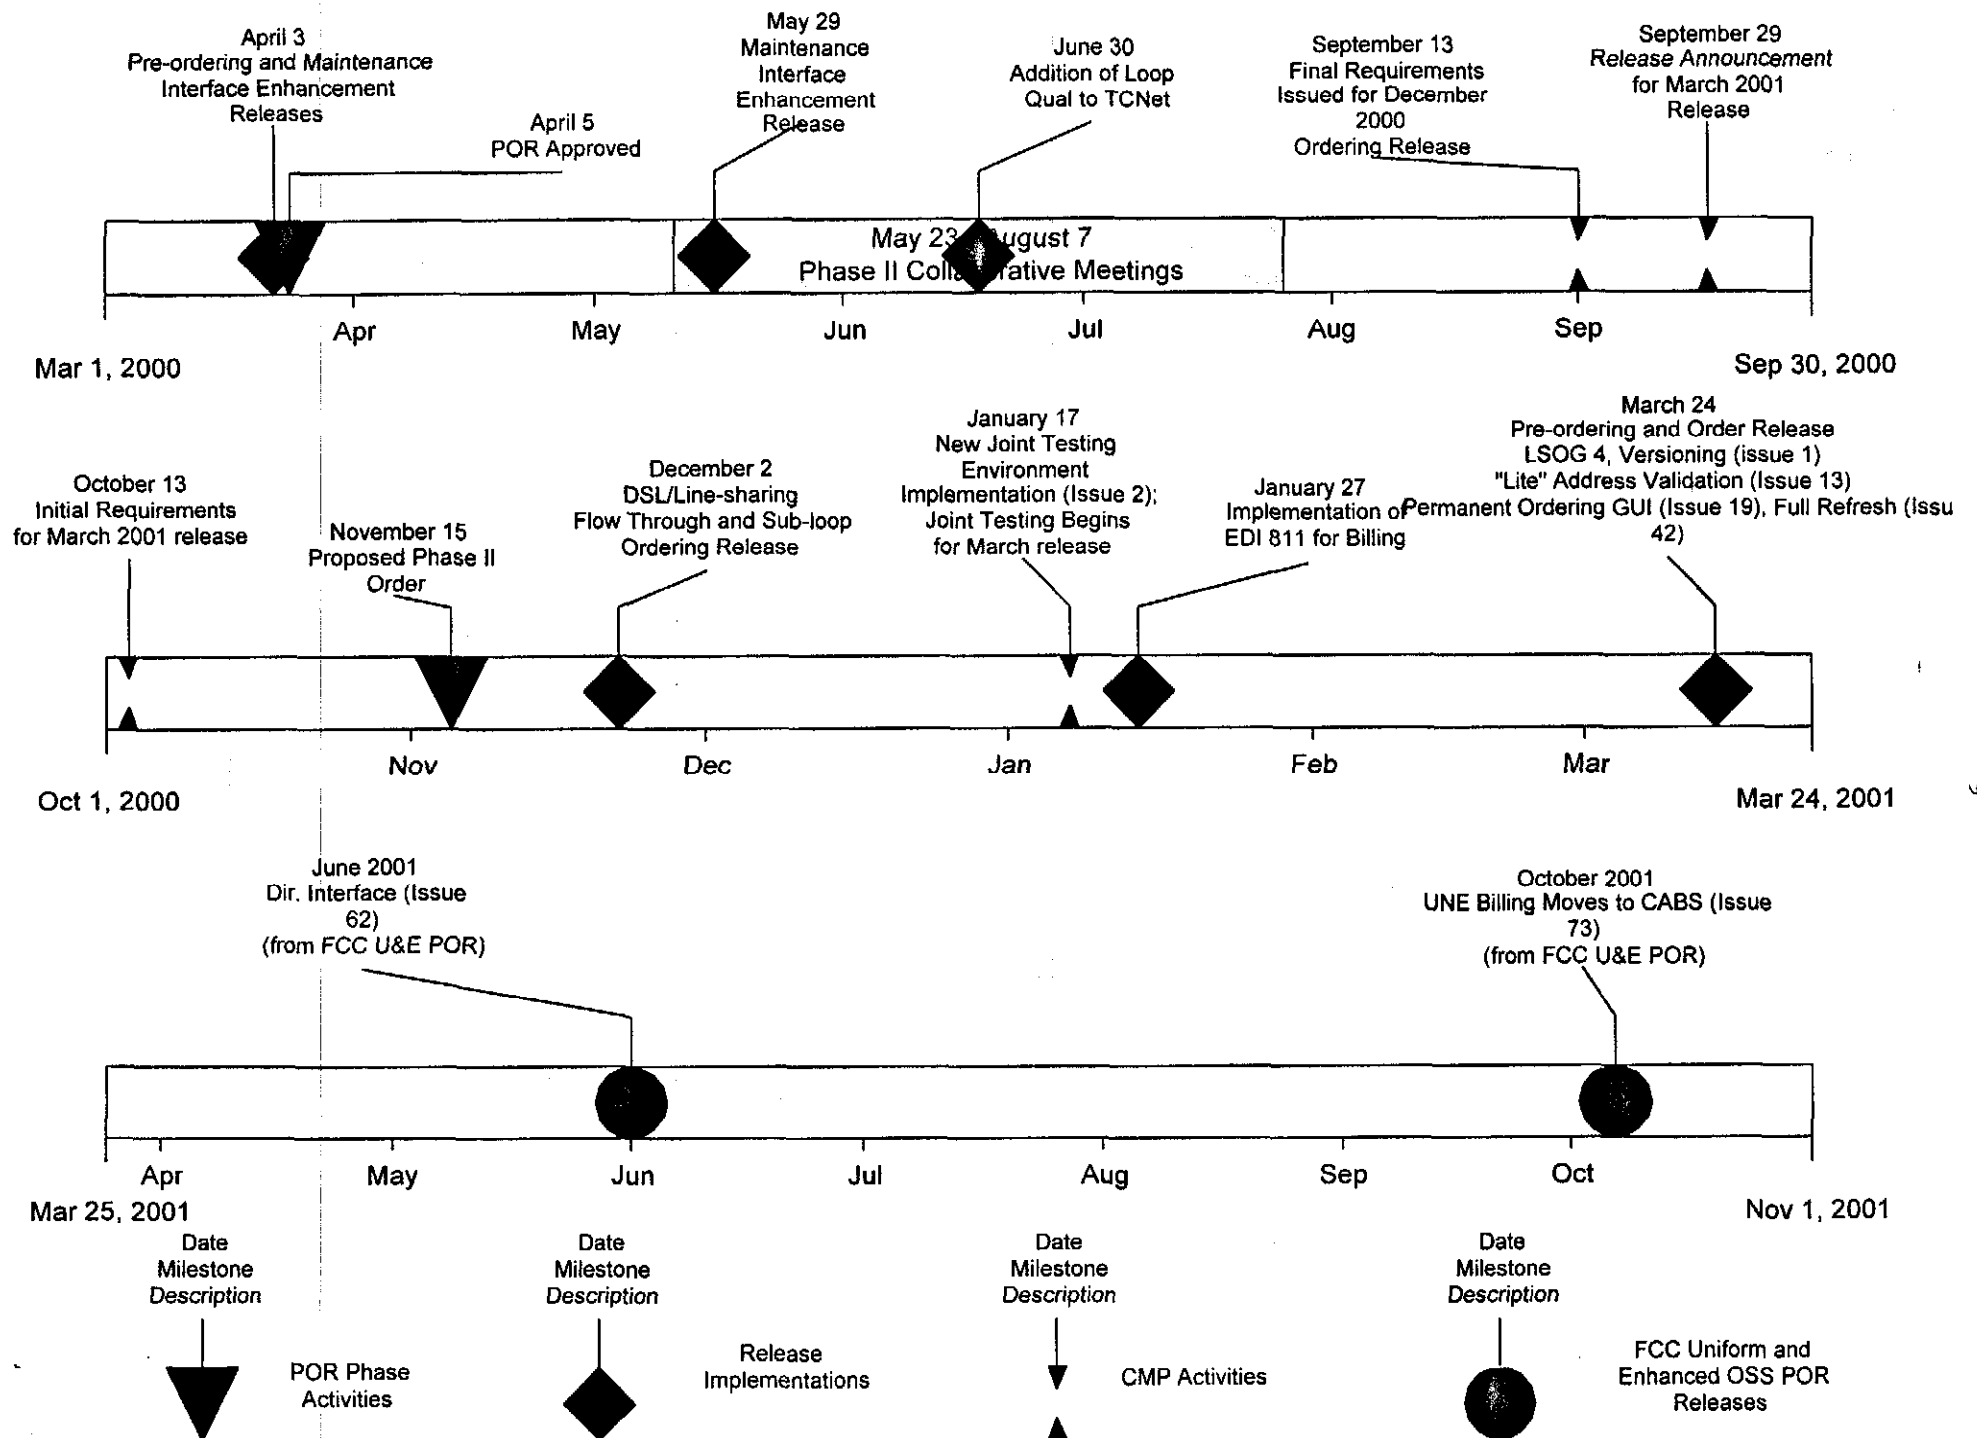 April 3
Pre-ordering and Maintenance
Interface Enhancement
Releases
April 5
POR Approved
May 29
Maintenance
Interface
Enhancement
Release
June 30
Addition of Loop
Qual to TCNet
September 13
Final Requirements
Issued for December
2000
Ordering Release
September 29
Release Announcement
for March 2001
Release
May 23 ugust 7
Phase II Coll rative Meetings
Apr
May
Jun
Jul
Aug
Sep
Mar 1, 2000
Sep 30, 2000
October 13
Initial Requirements
for March 2001 release
November 15
Proposed Phase II
Order
December 2
DSL/Line-sharing
Flow Through and Sub-loop
Ordering Release
January 17
New Joint Testing
Environment
Implementation (Issue 2);
Joint Testing Begins
for March release
January 27
Implementation of
EDI 811 for Billing
March 24
Pre-ordering and Order Release
LSOG 4, Versioning (issue 1)
"Lite" Address Validation (Issue 13)
Permanent Ordering GUI (Issue 19), Full Refresh (Issu
42)
Nov
Dec
Jan
Feb
Mar
Oct 1, 2000
Mar 24, 2001
June 2001
Dir. Interface (Issue
62)
(from FCC U&E POR)
October 2001
UNE Billing Moves to CABS (Issue
73)
(from FCC U&E POR)
Apr
May
Jun
Jul
Aug
Sep
Oct
Mar 25, 2001
Nov 1, 2001
Date
Milestone
Description
POR Phase
Activities
Date
Milestone
Description
Release
Implementations
Date
Milestone
Description
CMP Activities
Date
Milestone
Description
FCC Uniform and
Enhanced OSS POR
Releases